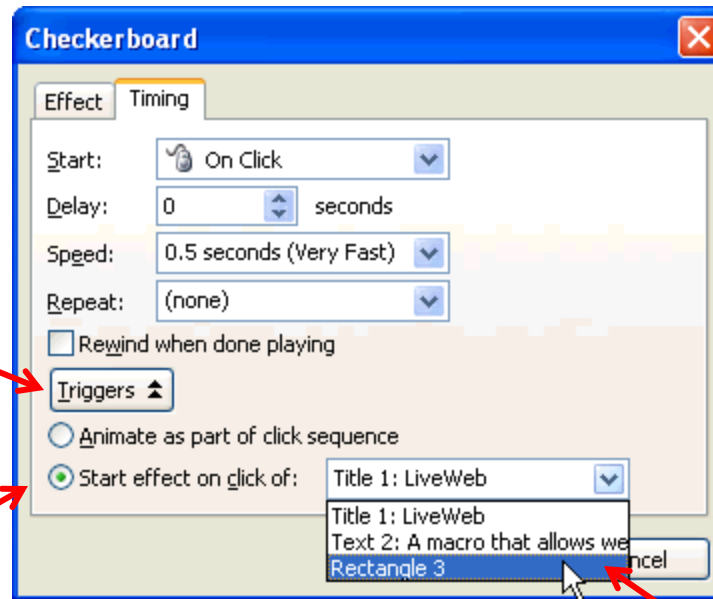 Checkerboard
Effect Timing
Start: On Click
Delay: 0 seconds
Speed: 0.5 seconds (Very Fast)
Repeat: (none)
Rewind when done playing
Triggers
Animate as part of click sequence
Start effect on click of: Title 1: LiveWeb
Title 1: LiveWeb
Text 2: A macro that allows we
Rectangle 3
ncel